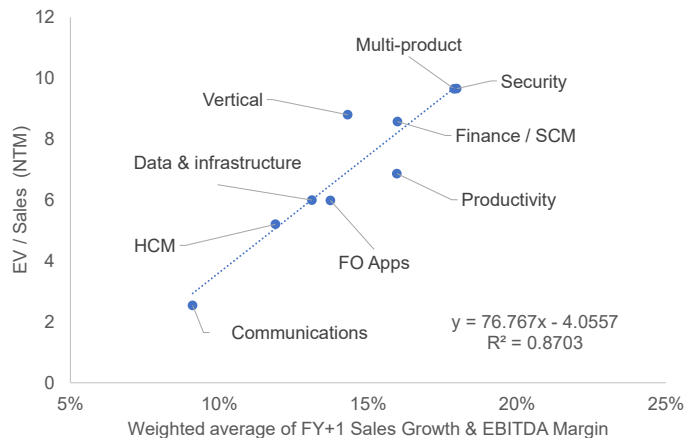 12
10
8
6
4
2
0
EV / Sales (NTM)
Multi-product
Security
Vertical
Finance / SCM
Data & infrastructure
Productivity
HCM
FO Apps
Communications
y = 76.767x - 4.0557
R² = 0.8703
5%
10%
15%
20%
25%
Weighted average of FY+1 Sales Growth & EBITDA Margin